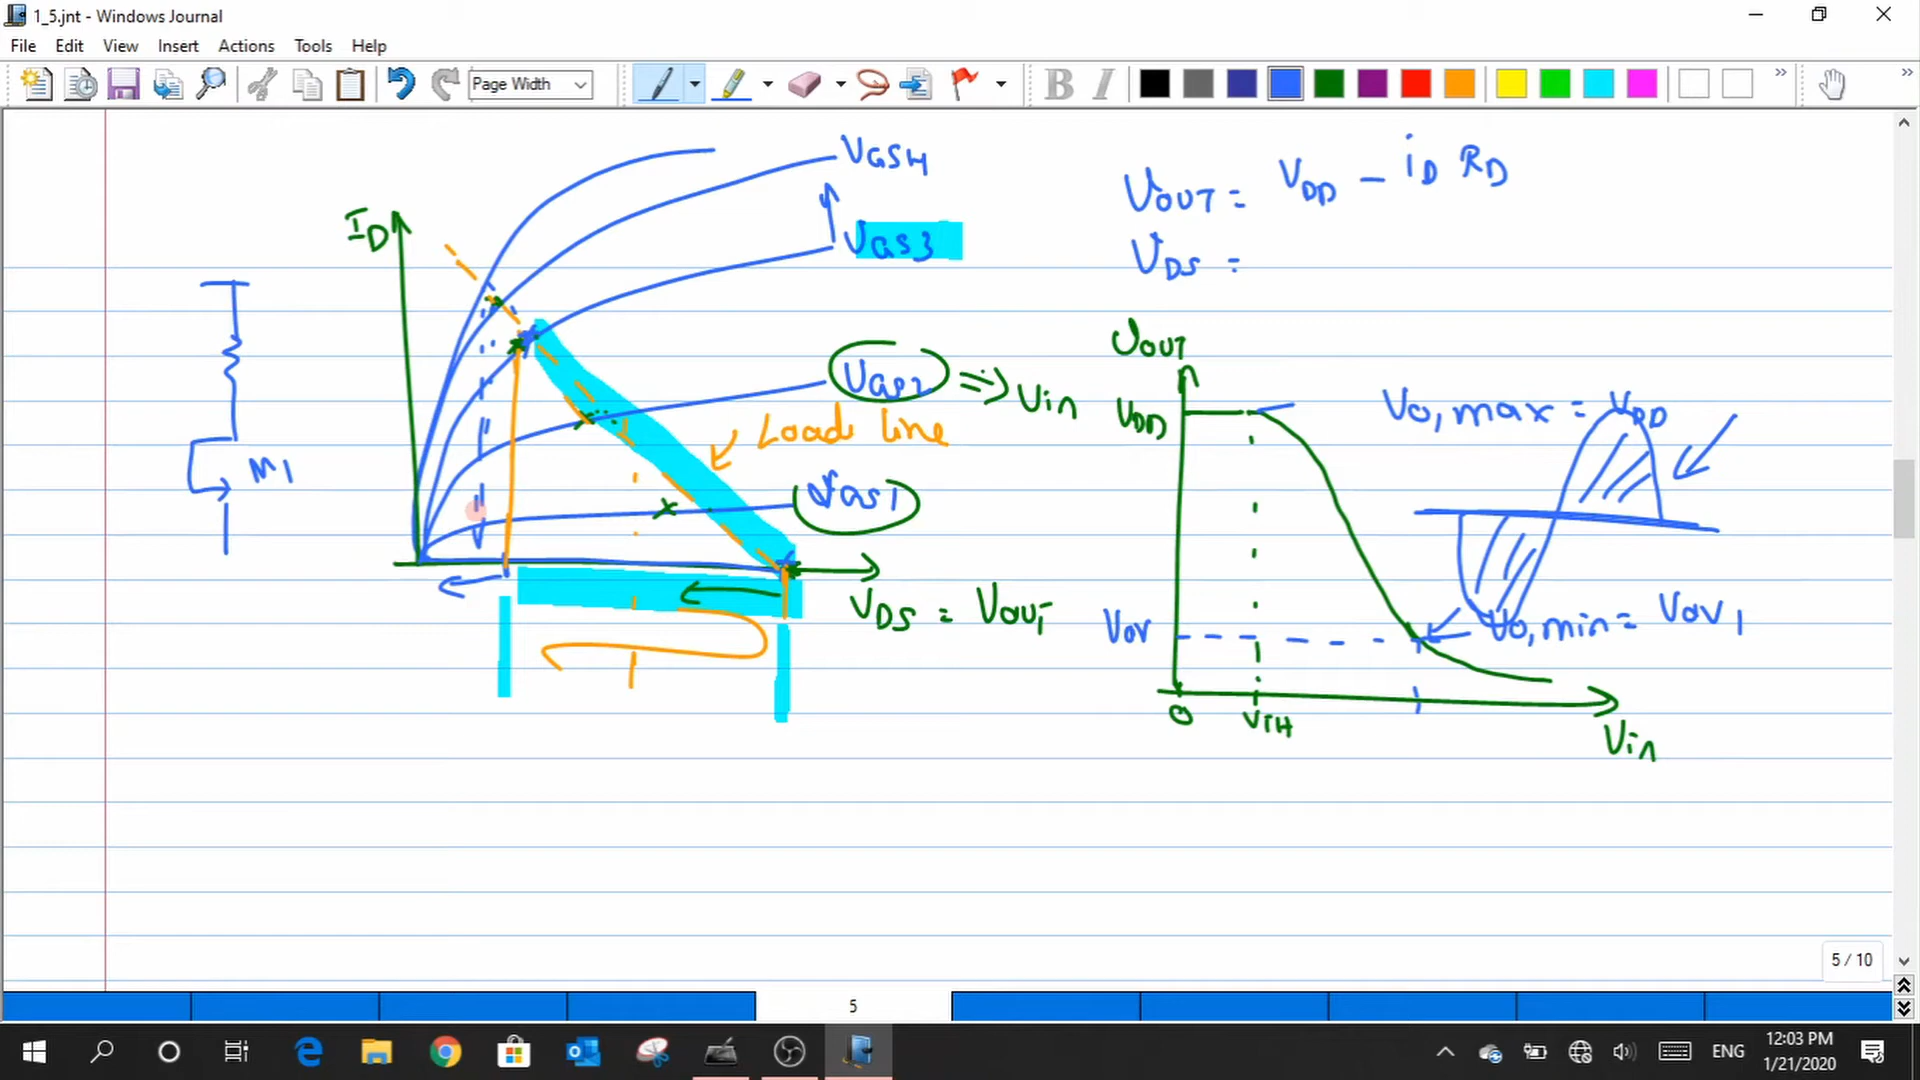 1_5.jnt - Windows Journal
File Edit View Insert Actions Tools Help
Page Width
B I
VGS4
VOUT = VDD - iD RD
ID
VGS3
VDS =
VOUT
VGS2 => Vin
VDD
Vo,max = VDD
Load line
M1
VGS1
VDS = VOUT
VOV
Vo,min = VOV1
0 VTH
Vin
5 / 10
5
ENG
12:03 PM
1/21/2020